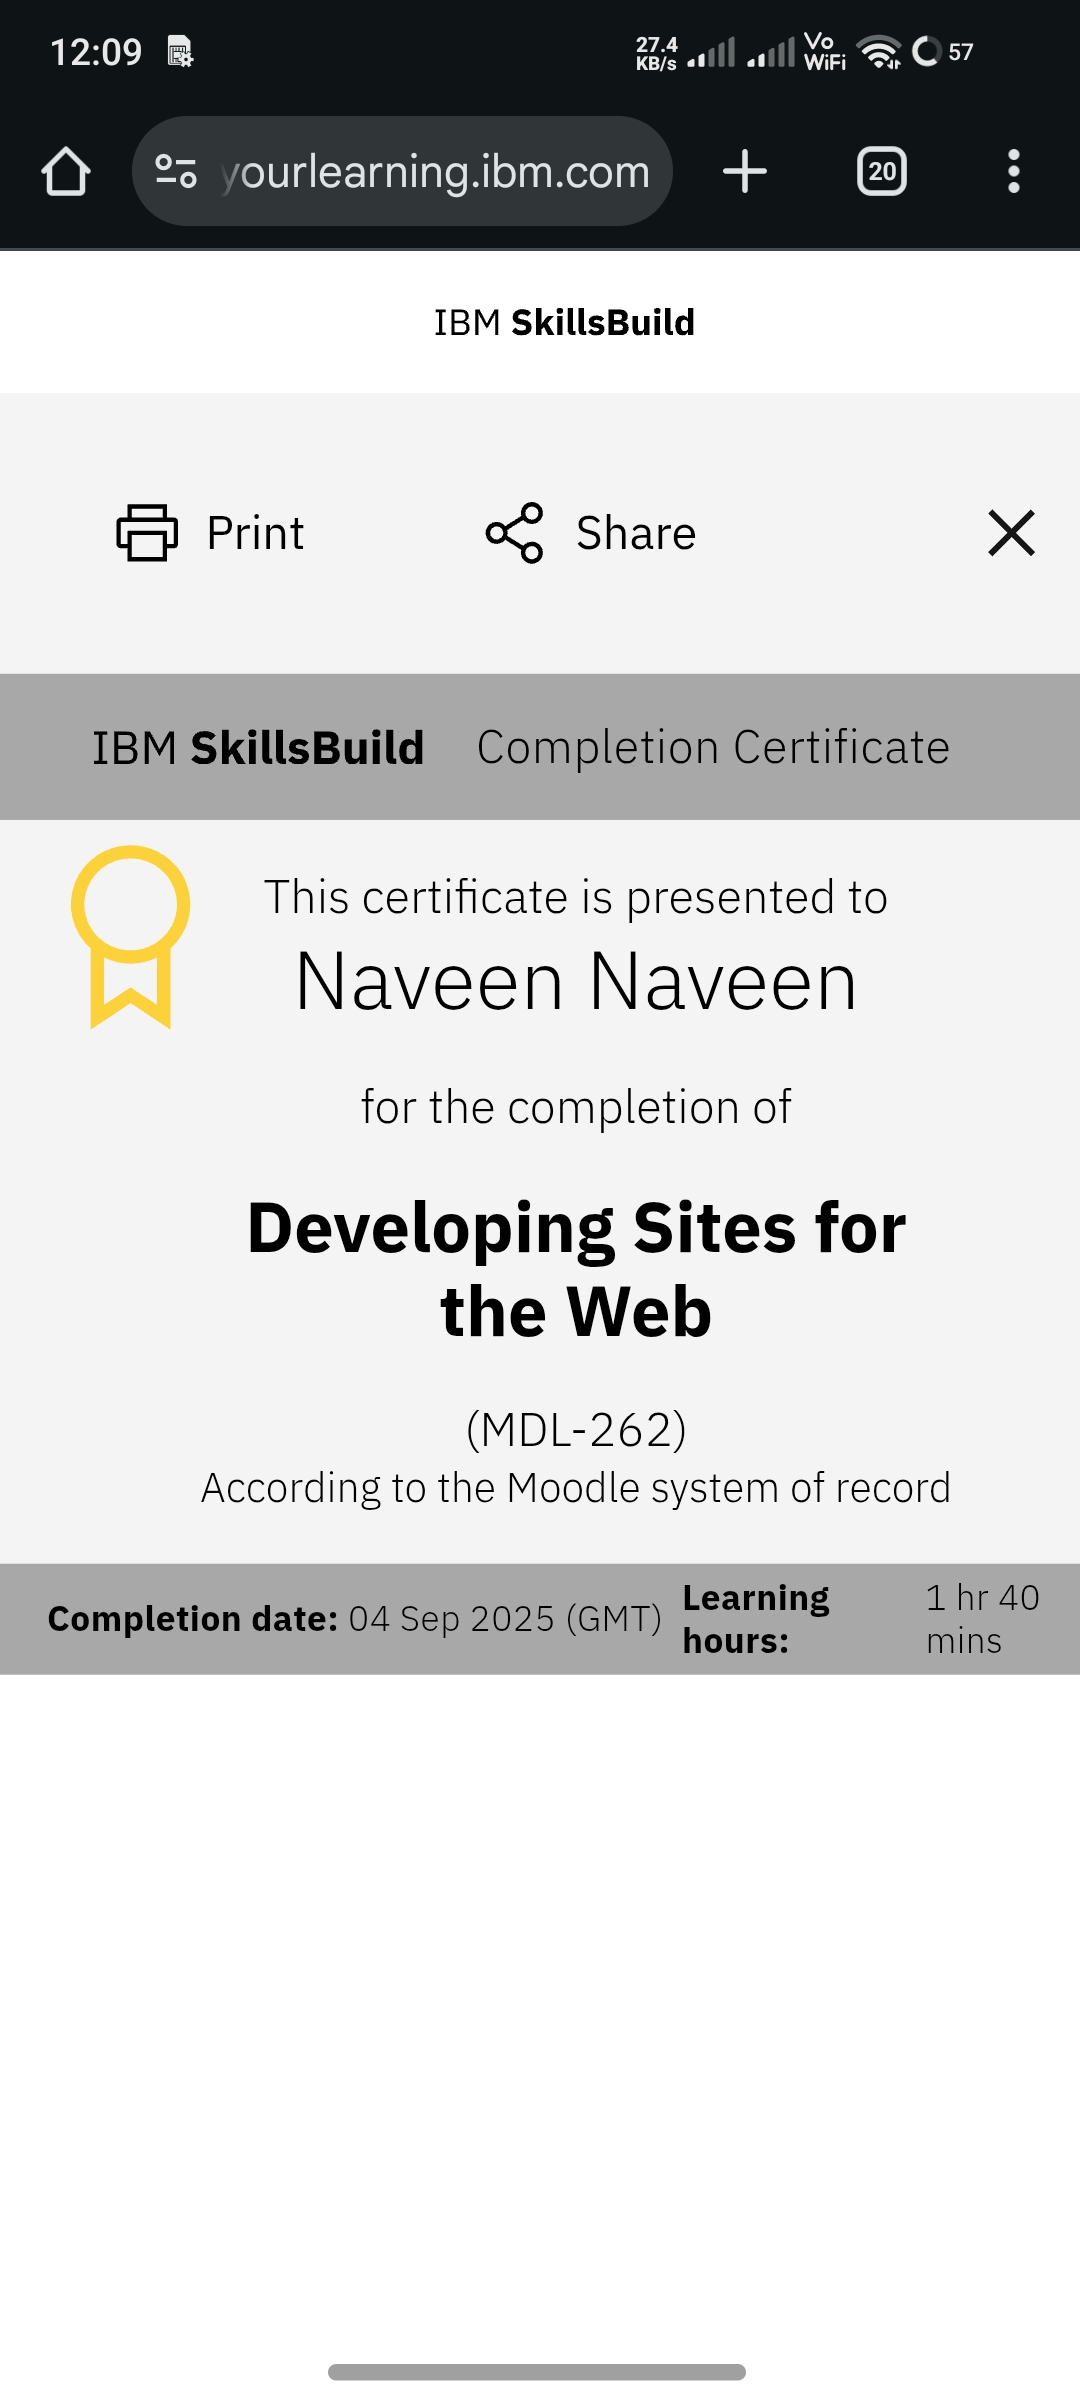 12:09
27.4 KB/s
Vo WiFi
57
yourlearning.ibm.com
20
IBM SkillsBuild
Print
Share
IBM SkillsBuild Completion Certificate
This certificate is presented to
Naveen Naveen
for the completion of
Developing Sites for
the Web
(MDL-262)
According to the Moodle system of record
Completion date: 04 Sep 2025 (GMT)
Learning
hours:
1 hr 40
mins